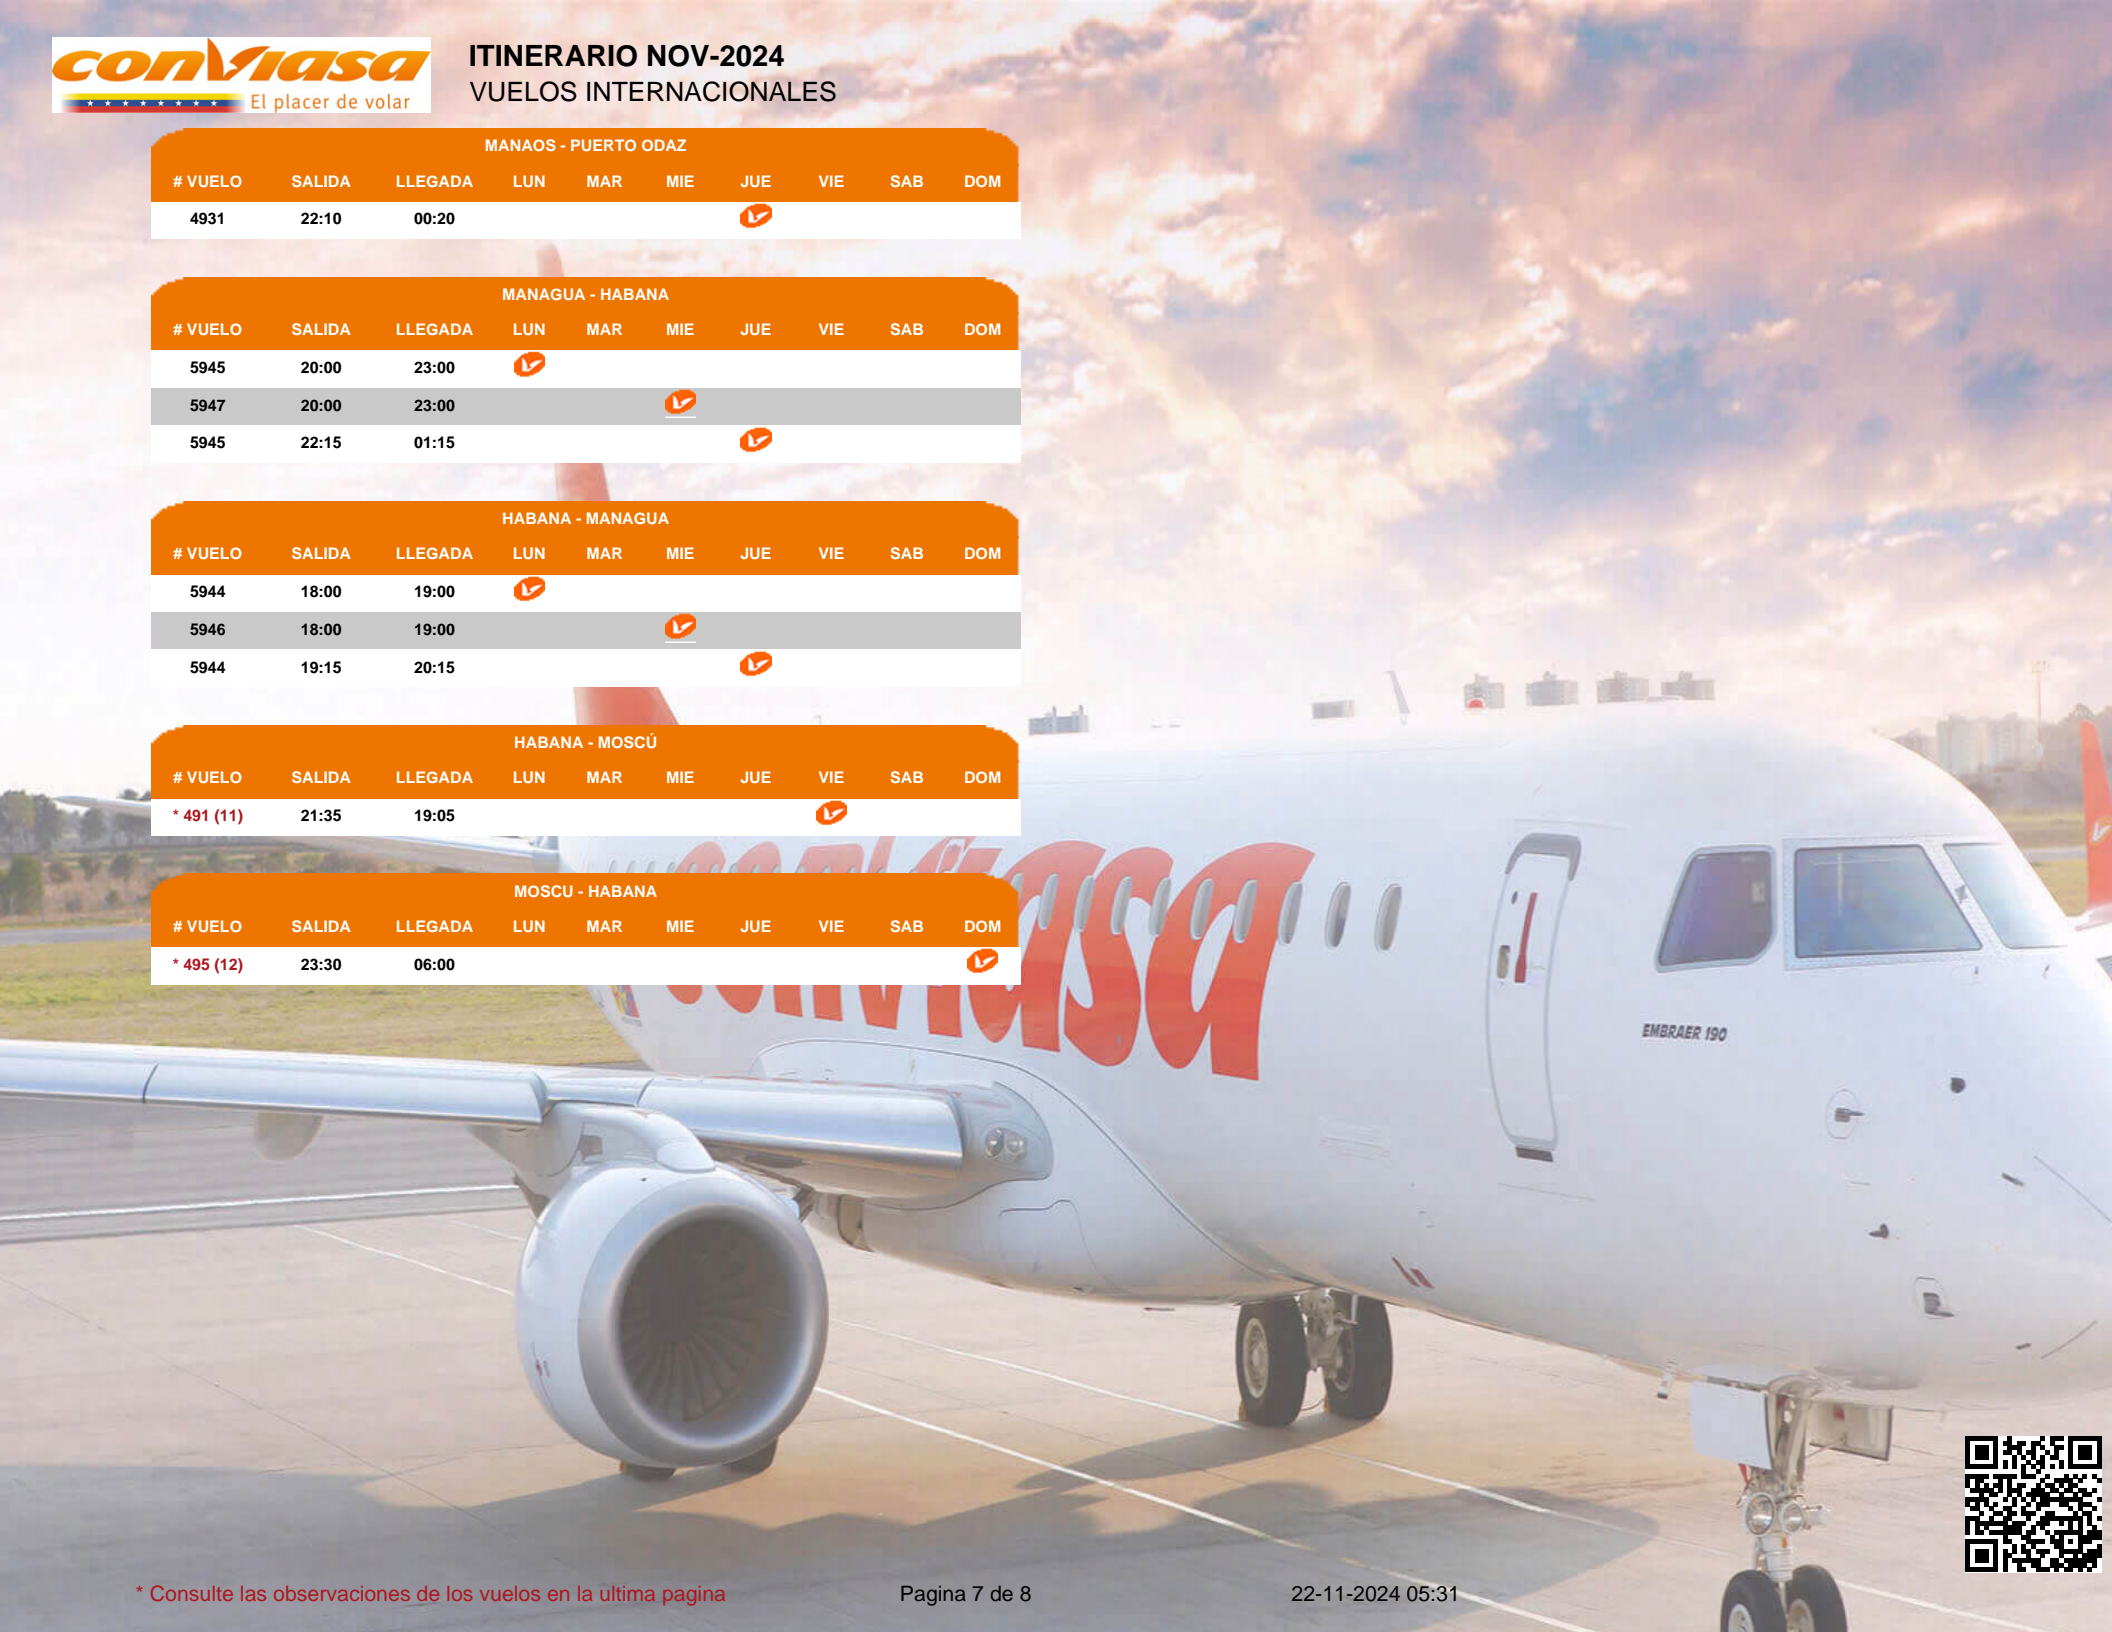 conviasa
El placer de volar
ITINERARIO NOV-2024
VUELOS INTERNACIONALES
MANAOS - PUERTO ODAZ
# VUELO SALIDA LLEGADA LUN MAR MIE JUE VIE SAB DOM
4931 22:10 00:20
MANAGUA - HABANA
# VUELO SALIDA LLEGADA LUN MAR MIE JUE VIE SAB DOM
5945 20:00 23:00
5947 20:00 23:00
5945 22:15 01:15
HABANA - MANAGUA
# VUELO SALIDA LLEGADA LUN MAR MIE JUE VIE SAB DOM
5944 18:00 19:00
5946 18:00 19:00
5944 19:15 20:15
HABANA - MOSCÚ
# VUELO SALIDA LLEGADA LUN MAR MIE JUE VIE SAB DOM
* 491 (11) 21:35 19:05
MOSCU - HABANA
# VUELO SALIDA LLEGADA LUN MAR MIE JUE VIE SAB DOM
* 495 (12) 23:30 06:00
conviasa
EMBRAER 190
* Consulte las observaciones de los vuelos en la ultima pagina
Pagina 7 de 8
22-11-2024 05:31